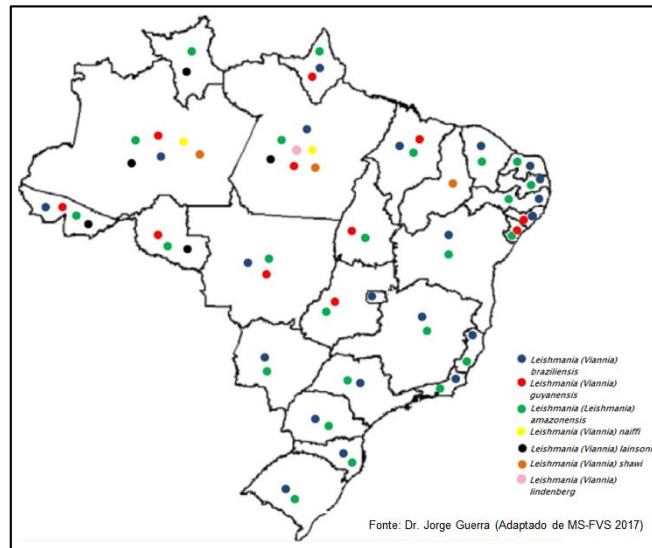 Leishmania (Viannia)
braziliensis
Leishmania (Viannia)
guyanensis
Leishmania (Leishmania)
amazonensis
Leishmania (Viannia) naiffi
Leishmania (Viannia) lainsoni
Leishmania (Viannia) shawi
Leishmania (Viannia)
lindenberg
Fonte: Dr. Jorge Guerra (Adaptado de MS-FVS 2017)